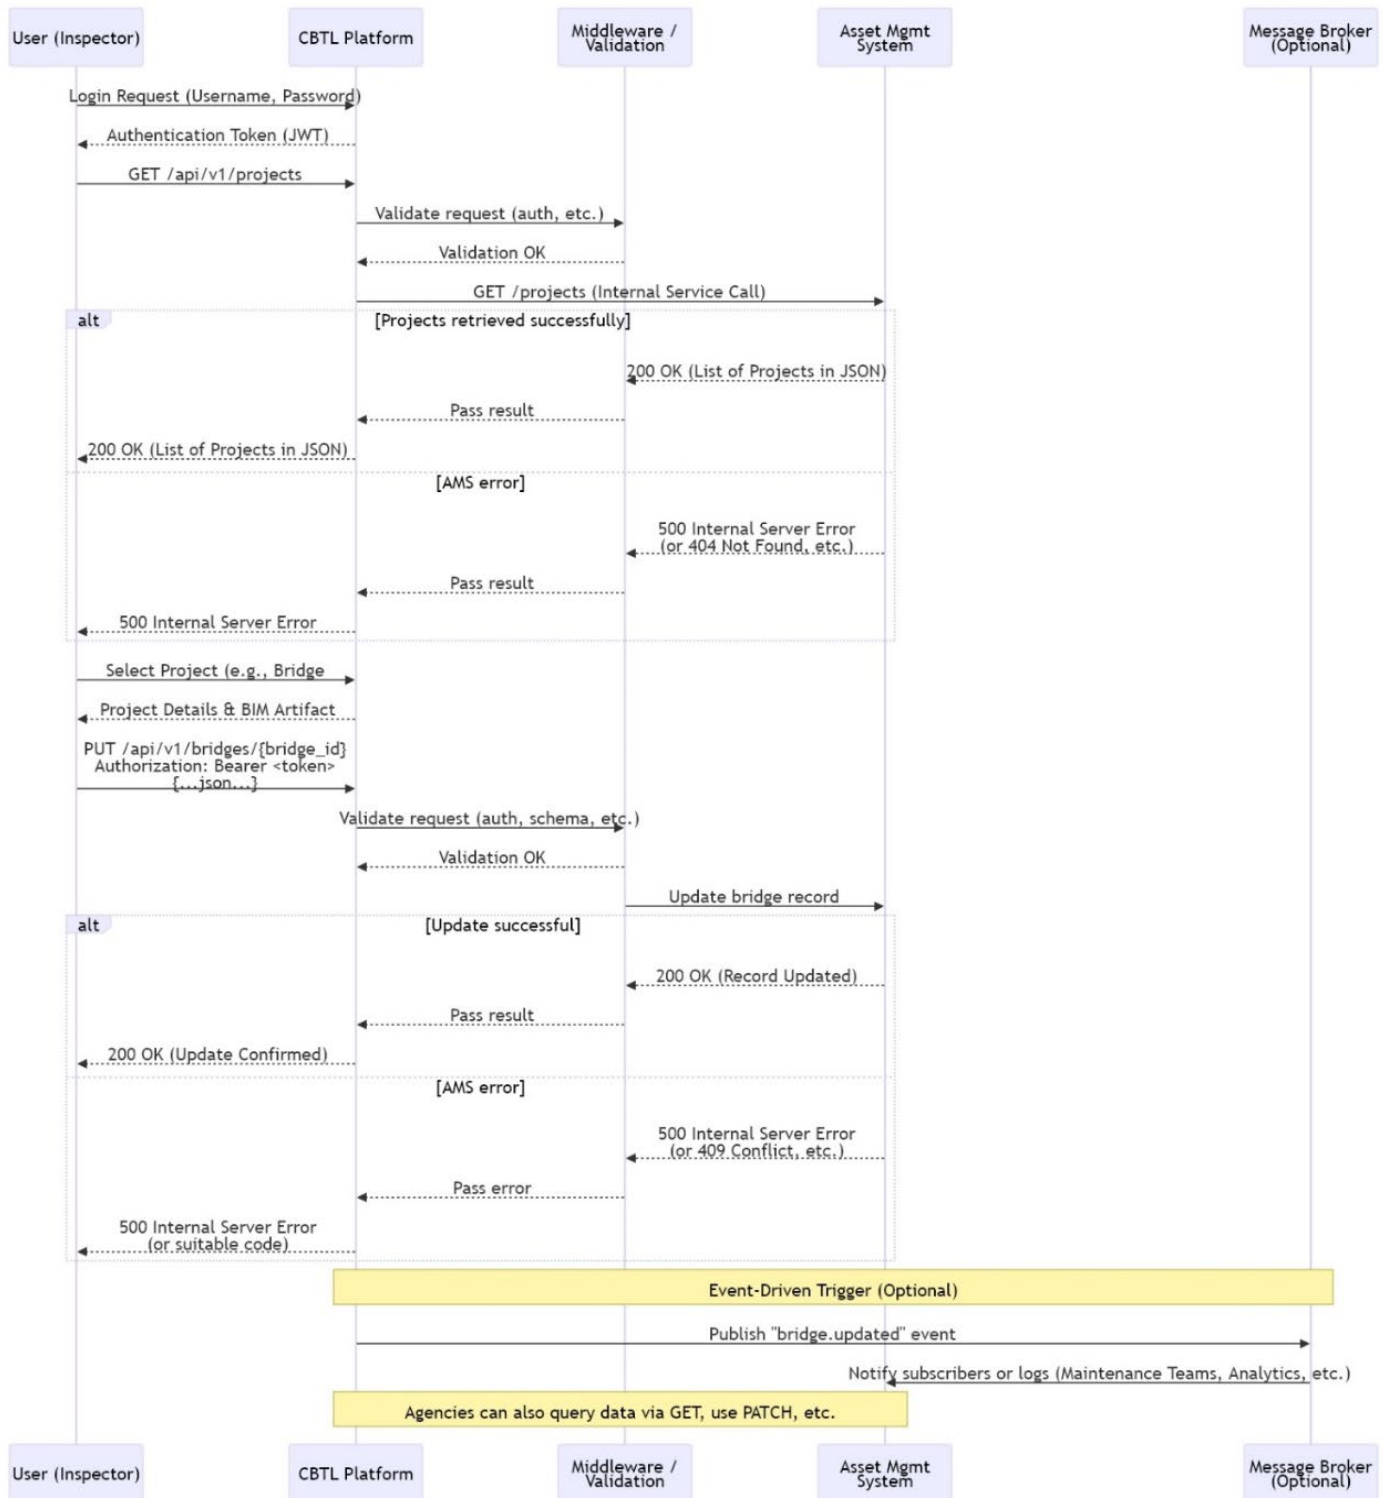 User (Inspector)
CBTL Platform
Middleware /
Validation
Asset Mgmt
System
Message Broker
(Optional)
Login Request (Username, Password)
Authentication Token (JWT)
GET /api/v1/projects
Validate request (auth, etc.)
Validation OK
GET /projects (Internal Service Call)
alt
[Projects retrieved successfully]
200 OK (List of Projects in JSON)
Pass result
200 OK (List of Projects in JSON)
[AMS error]
500 Internal Server Error
(or 404 Not Found, etc.)
Pass result
500 Internal Server Error
Select Project (e.g., Bridge
Project Details & BIM Artifact
PUT /api/v1/bridges/{bridge_id}
Authorization: Bearer <token>
{...json...}
Validate request (auth, schema, etc.)
Validation OK
Update bridge record
alt
[Update successful]
200 OK (Record Updated)
Pass result
200 OK (Update Confirmed)
[AMS error]
500 Internal Server Error
(or 409 Conflict, etc.)
Pass error
500 Internal Server Error
(or suitable code)
Event-Driven Trigger (Optional)
Publish "bridge.updated" event
Notify subscribers or logs (Maintenance Teams, Analytics, etc.)
Agencies can also query data via GET, use PATCH, etc.
User (Inspector)
CBTL Platform
Middleware /
Validation
Asset Mgmt
System
Message Broker
(Optional)